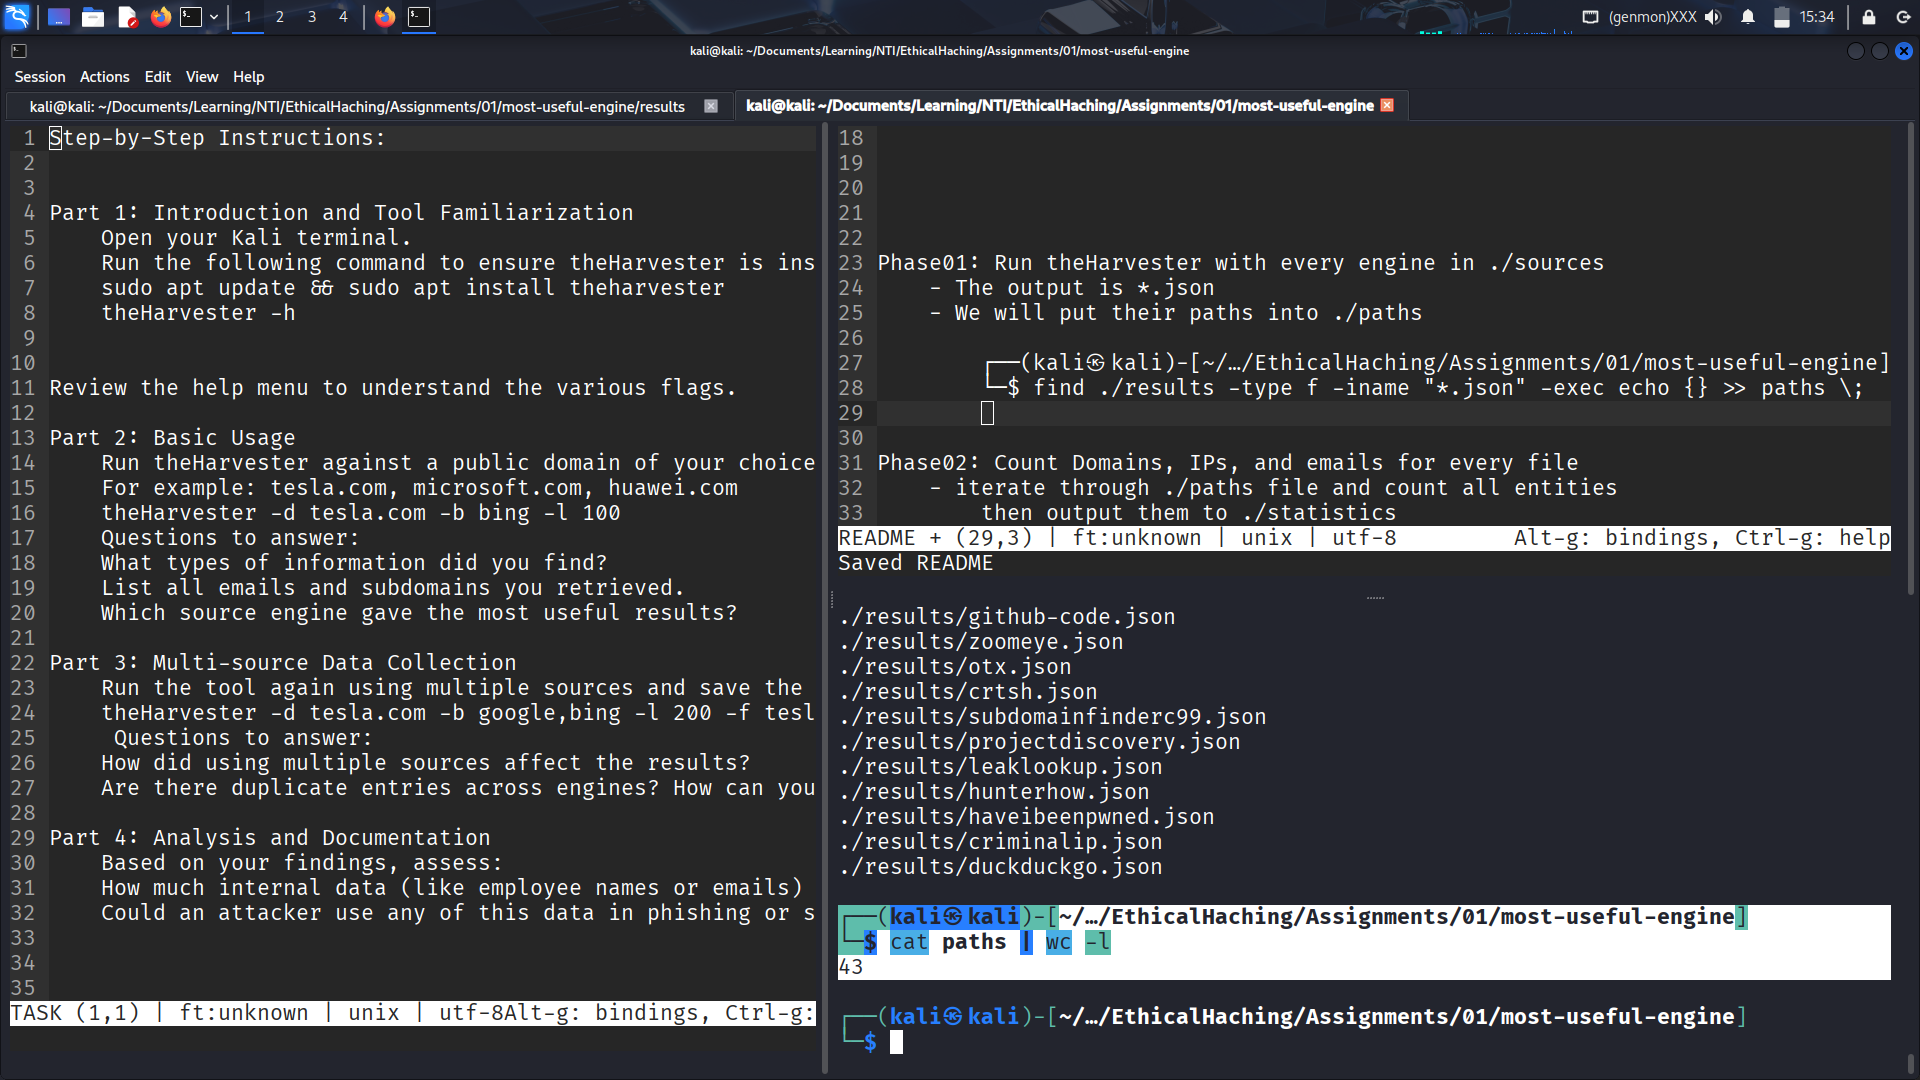 1 2 3 4 (genmon)XXX 15:34
kali@kali: ~/Documents/Learning/NTI/EthicalHaching/Assignments/01/most-useful-engine
Session Actions Edit View Help
kali@kali: ~/Documents/Learning/NTI/EthicalHaching/Assignments/01/most-useful-engine/results
kali@kali: ~/Documents/Learning/NTI/EthicalHaching/Assignments/01/most-useful-engine
1 Step-by-Step Instructions:
2
3
4 Part 1: Introduction and Tool Familiarization
5 Open your Kali terminal.
6 Run the following command to ensure theHarvester is ins
7 sudo apt update && sudo apt install theharvester
8 theHarvester -h
9
10
11 Review the help menu to understand the various flags.
12
13 Part 2: Basic Usage
14 Run theHarvester against a public domain of your choice
15 For example: tesla.com, microsoft.com, huawei.com
16 theHarvester -d tesla.com -b bing -l 100
17 Questions to answer:
18 What types of information did you find?
19 List all emails and subdomains you retrieved.
20 Which source engine gave the most useful results?
21
22 Part 3: Multi-source Data Collection
23 Run the tool again using multiple sources and save the
24 theHarvester -d tesla.com -b google,bing -l 200 -f tesl
25 Questions to answer:
26 How did using multiple sources affect the results?
27 Are there duplicate entries across engines? How can you
28
29 Part 4: Analysis and Documentation
30 Based on your findings, assess:
31 How much internal data (like employee names or emails)
32 Could an attacker use any of this data in phishing or s
33
34
35
TASK (1,1) | ft:unknown | unix | utf-8Alt-g: bindings, Ctrl-g:
18
19
20
21
22
23 Phase01: Run theHarvester with every engine in ./sources
24 - The output is *.json
25 - We will put their paths into ./paths
26
27 ┌──(kali㉿kali)-[~/…/EthicalHaching/Assignments/01/most-useful-engine]
28 └─$ find ./results -type f -iname "*.json" -exec echo {} >> paths \;
29
30
31 Phase02: Count Domains, IPs, and emails for every file
32 - iterate through ./paths file and count all entities
33 then output them to ./statistics
README + (29,3) | ft:unknown | unix | utf-8 Alt-g: bindings, Ctrl-g: help
Saved README
./results/github-code.json
./results/zoomeye.json
./results/otx.json
./results/crtsh.json
./results/subdomainfinderc99.json
./results/projectdiscovery.json
./results/leaklookup.json
./results/hunterhow.json
./results/haveibeenpwned.json
./results/criminalip.json
./results/duckduckgo.json
┌──(kali㉿kali)-[~/…/EthicalHaching/Assignments/01/most-useful-engine]
└─$ cat paths | wc -l
43
┌──(kali㉿kali)-[~/…/EthicalHaching/Assignments/01/most-useful-engine]
└─$